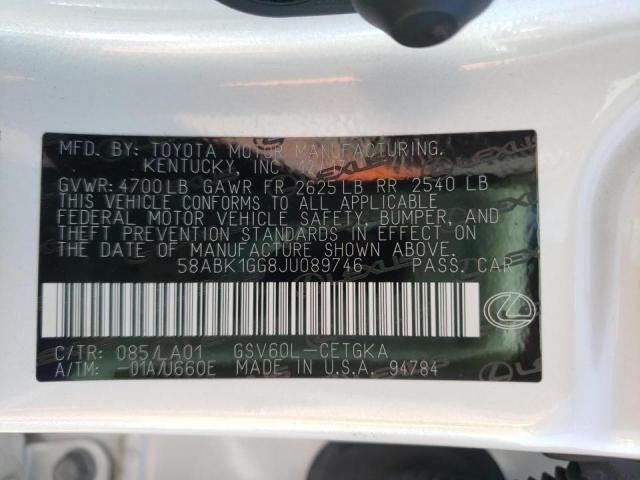 MFD. BY: TOYOTA MOTOR MANUFACTURING,
KENTUCKY, INC.
GVWR: 4700LB GAWR FR 2625 LB RR 2540 LB
THIS VEHICLE CONFORMS TO ALL APPLICABLE
FEDERAL MOTOR VEHICLE SAFETY, BUMPER, AND
THEFT PREVENTION STANDARDS IN EFFECT ON
THE DATE OF MANUFACTURE SHOWN ABOVE.
58ABK1GG8JU089746 PASS. CAR
C/TR: 085/LA01 GSV60L-CETGKA
A/TM: -01A/U660E MADE IN U.S.A. 94784